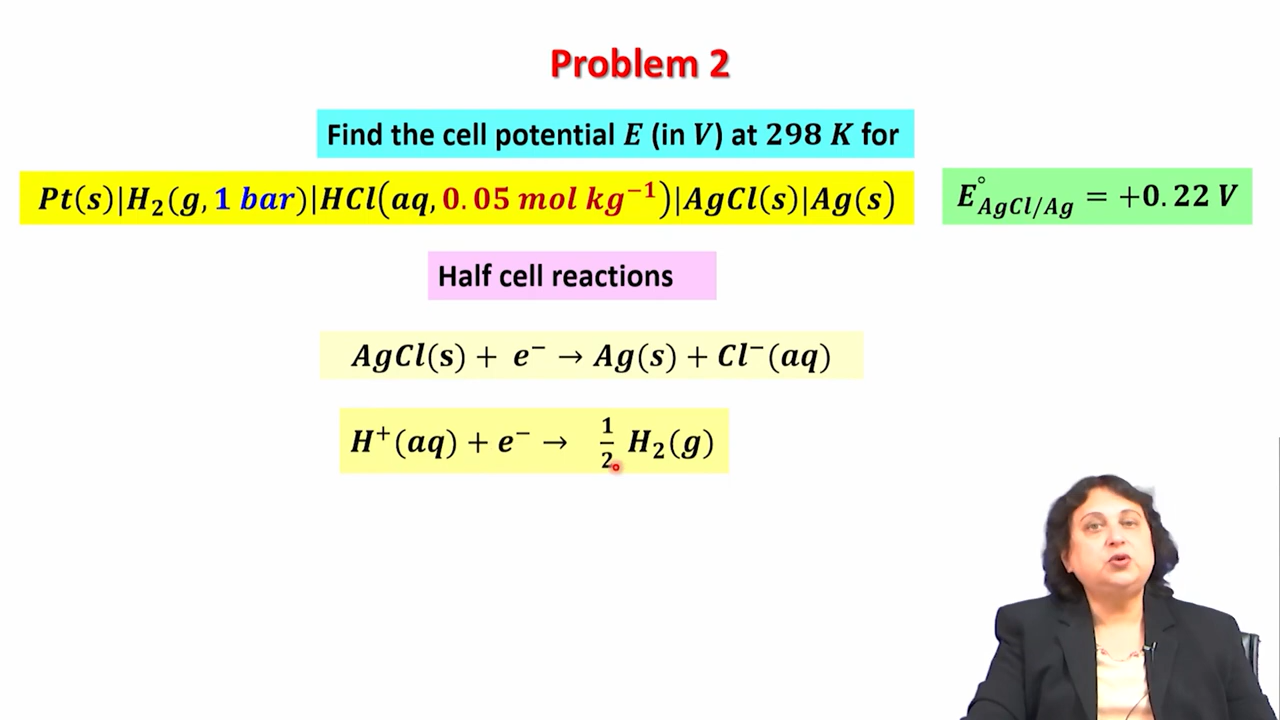 Problem 2
Find the cell potential E (in V) at 298 K for
Pt(s)|H₂(g, 1 bar)|HCl(aq, 0.05 mol kg⁻¹)|AgCl(s)|Ag(s)
E°AgCl/Ag = +0.22 V
Half cell reactions
AgCl(s) + e⁻ → Ag(s) + Cl⁻(aq)
H⁺(aq) + e⁻ → 1/2 H₂(g)